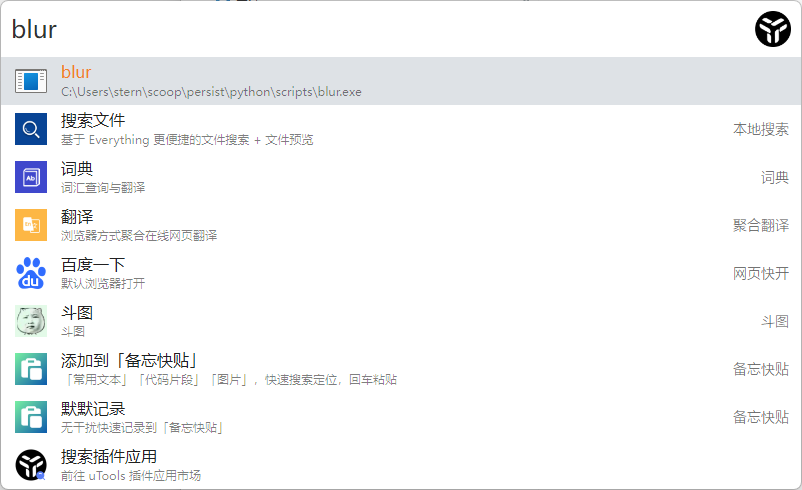 blur
blur
C:\Users\stern\scoop\persist\python\scripts\blur.exe
搜索文件
基于 Everything 更便捷的文件搜索 + 文件预览
本地搜索
Ab
词典
词汇查询与翻译
词典
翻译
浏览器方式聚合在线网页翻译
聚合翻译
du
百度一下
默认浏览器打开
网页快开
斗图
斗图
斗图
添加到「备忘快贴」
「常用文本」「代码片段」「图片」，快速搜索定位，回车粘贴
备忘快贴
默默记录
无干扰快速记录到「备忘快贴」
备忘快贴
搜索插件应用
前往 uTools 插件应用市场